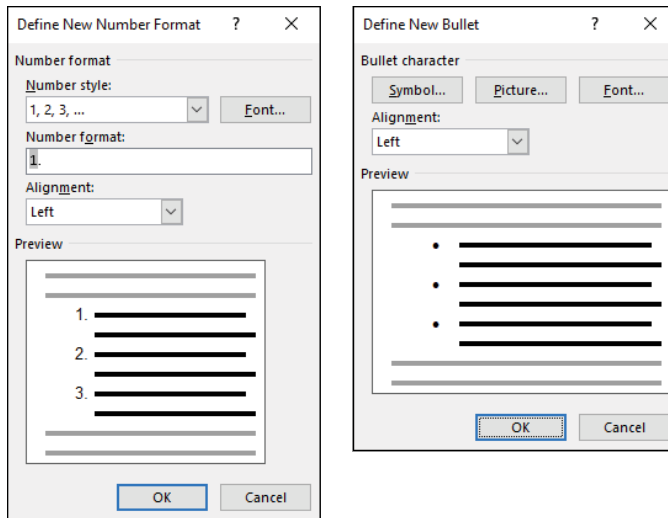 Define New Number Format ? ×
Number format
Number style:
1, 2, 3, ...
Font...
Number format:
1.
Alignment:
Left
Preview
1.
2.
3.
OK Cancel
Define New Bullet ? ×
Bullet character
Symbol... Picture... Font...
Alignment:
Left
Preview
•
•
•
OK Cancel